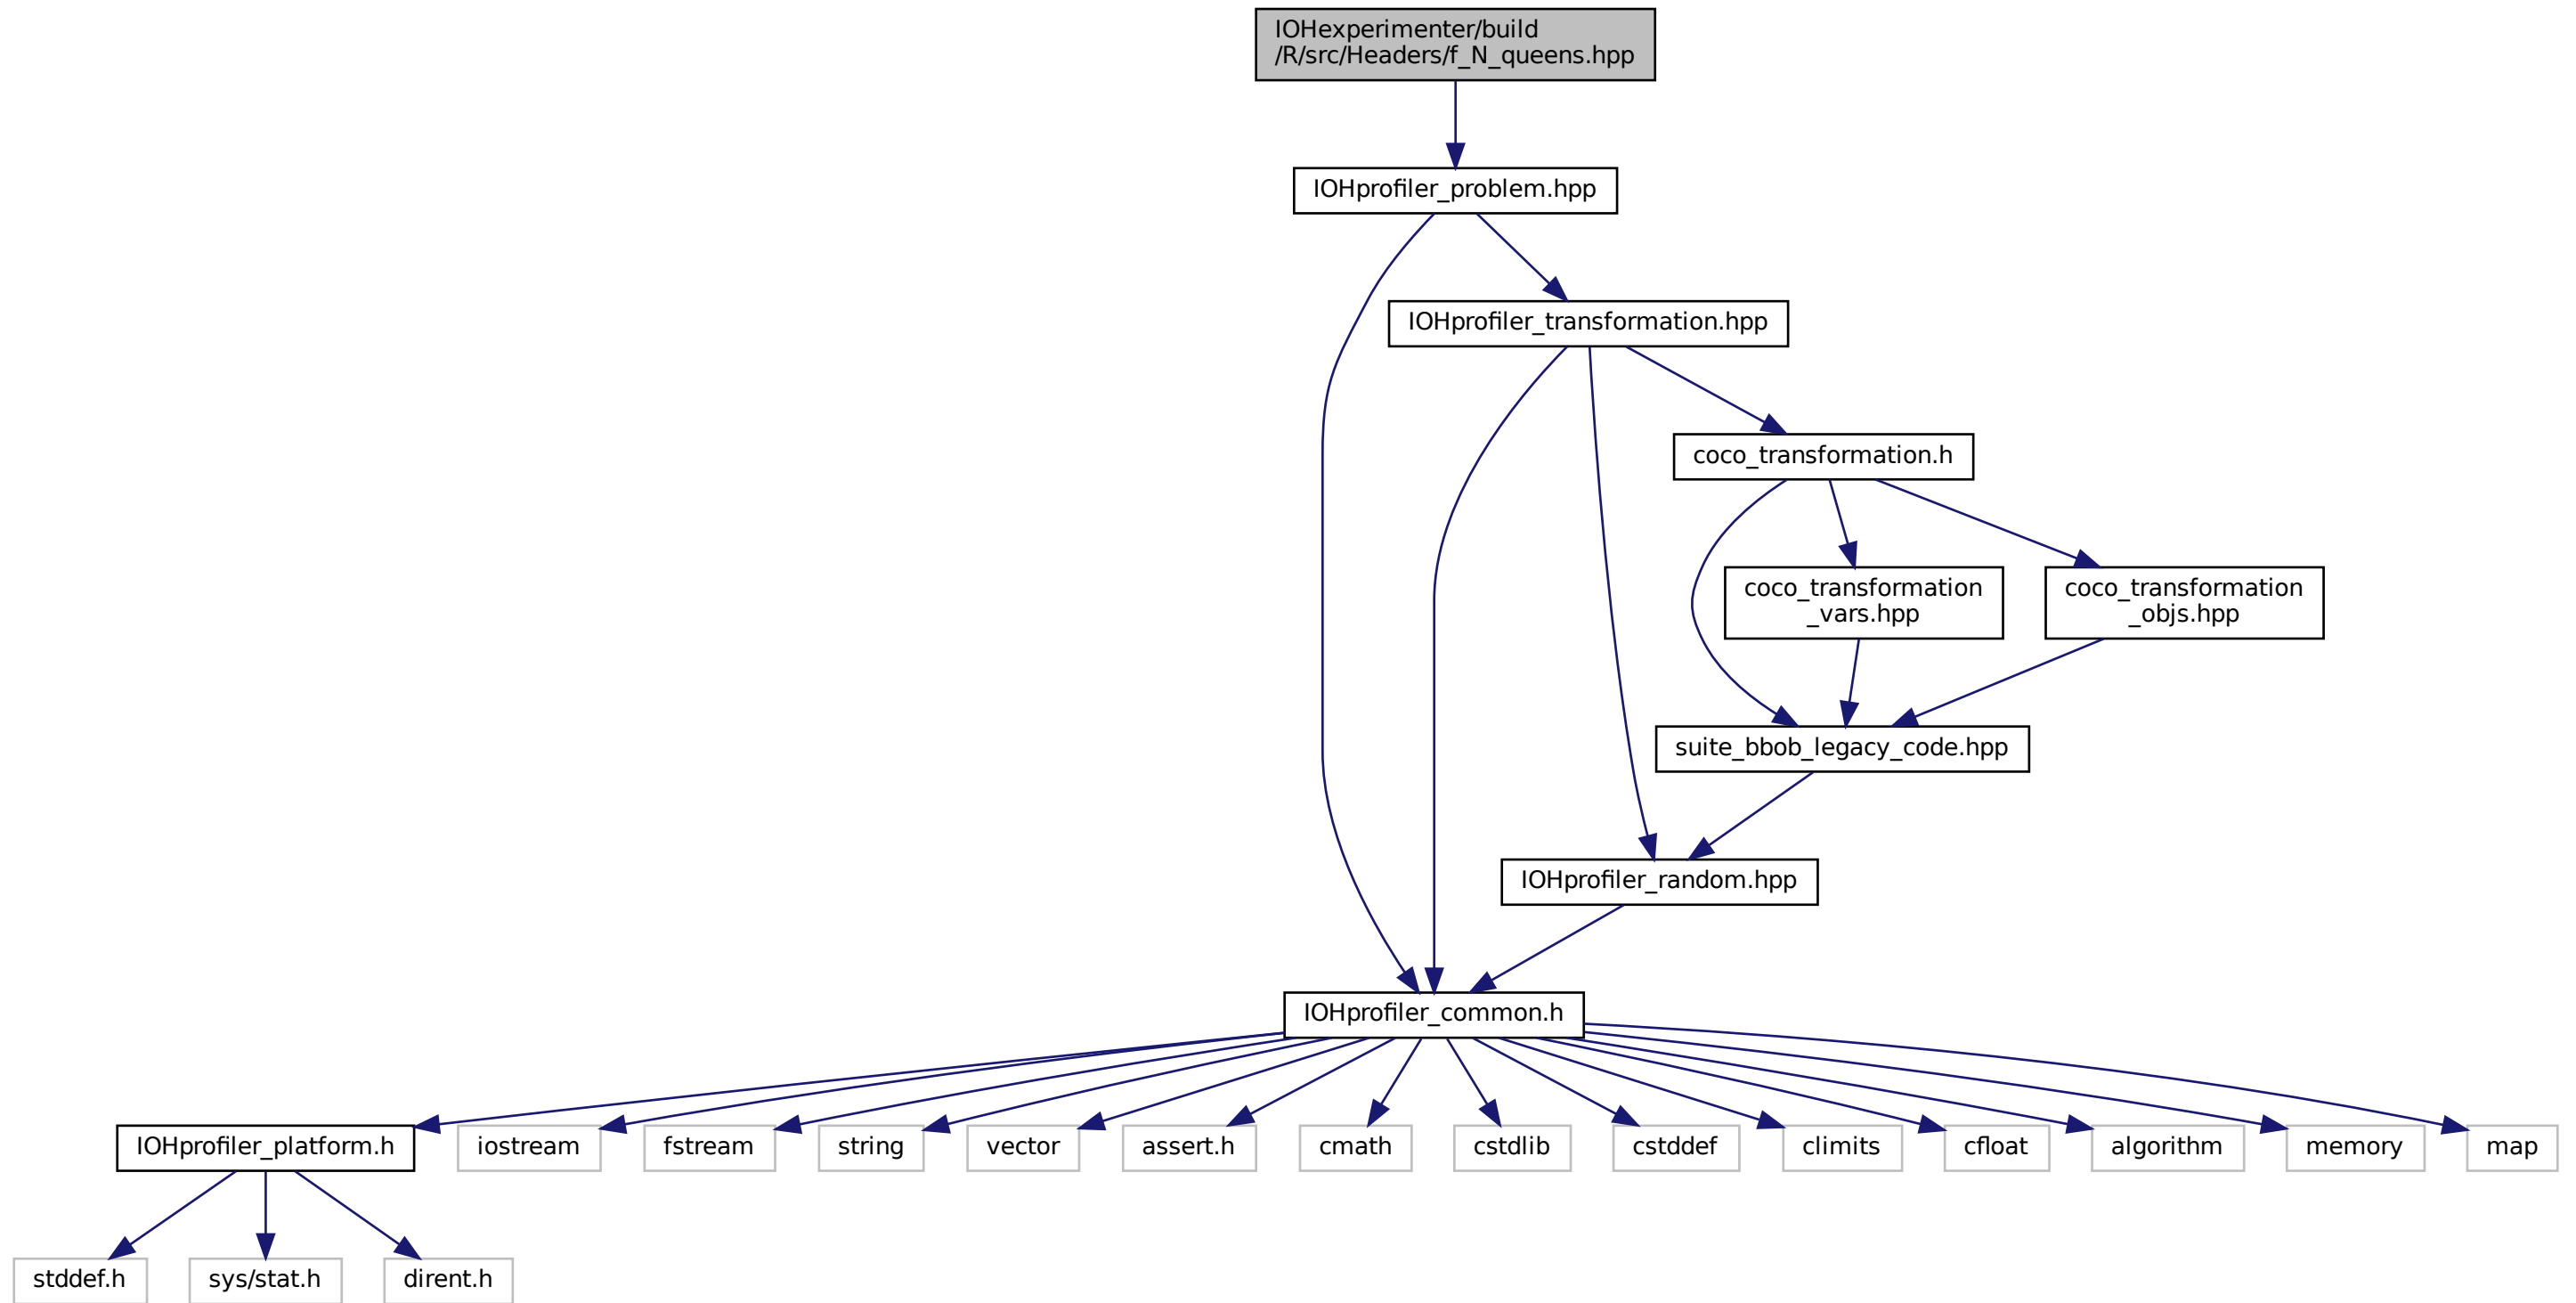 IOHexperimenter/build
/R/src/Headers/f_N_queens.hpp
IOHprofiler_problem.hpp
IOHprofiler_transformation.hpp
coco_transformation.h
coco_transformation
_vars.hpp
coco_transformation
_objs.hpp
suite_bbob_legacy_code.hpp
IOHprofiler_random.hpp
IOHprofiler_common.h
IOHprofiler_platform.h
iostream
fstream
string
vector
assert.h
cmath
cstdlib
cstddef
climits
cfloat
algorithm
memory
map
stddef.h
sys/stat.h
dirent.h